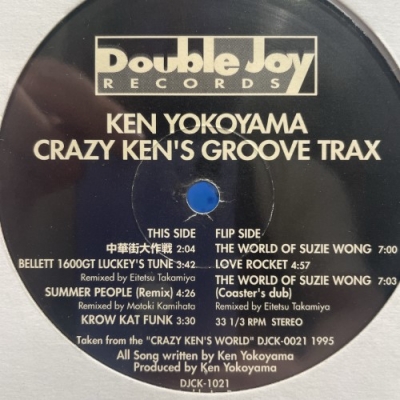 Double Joy
RECORDS
KEN YOKOYAMA
CRAZY KEN'S GROOVE TRAX
THIS SIDE
中華街大作戦 2:04
BELLETT 1600GT LUCKEY'S TUNE 3:42
Remixed by Eitetsu Takamiya
SUMMER PEOPLE (Remix) 4:26
Remixed by Motoki Kamihata
KROW KAT FUNK 3:30
FLIP SIDE
THE WORLD OF SUZIE WONG 7:00
LOVE ROCKET 4:57
THE WORLD OF SUZIE WONG 7:03
(Coaster's dub)
Remixed by Eitetsu Takamiya
33 1/3 RPM STEREO
Taken from the "CRAZY KEN'S WORLD" DJCK-0021 1995
All Song written by Ken Yokoyama
Produced by Ken Yokoyama
DJCK-1021